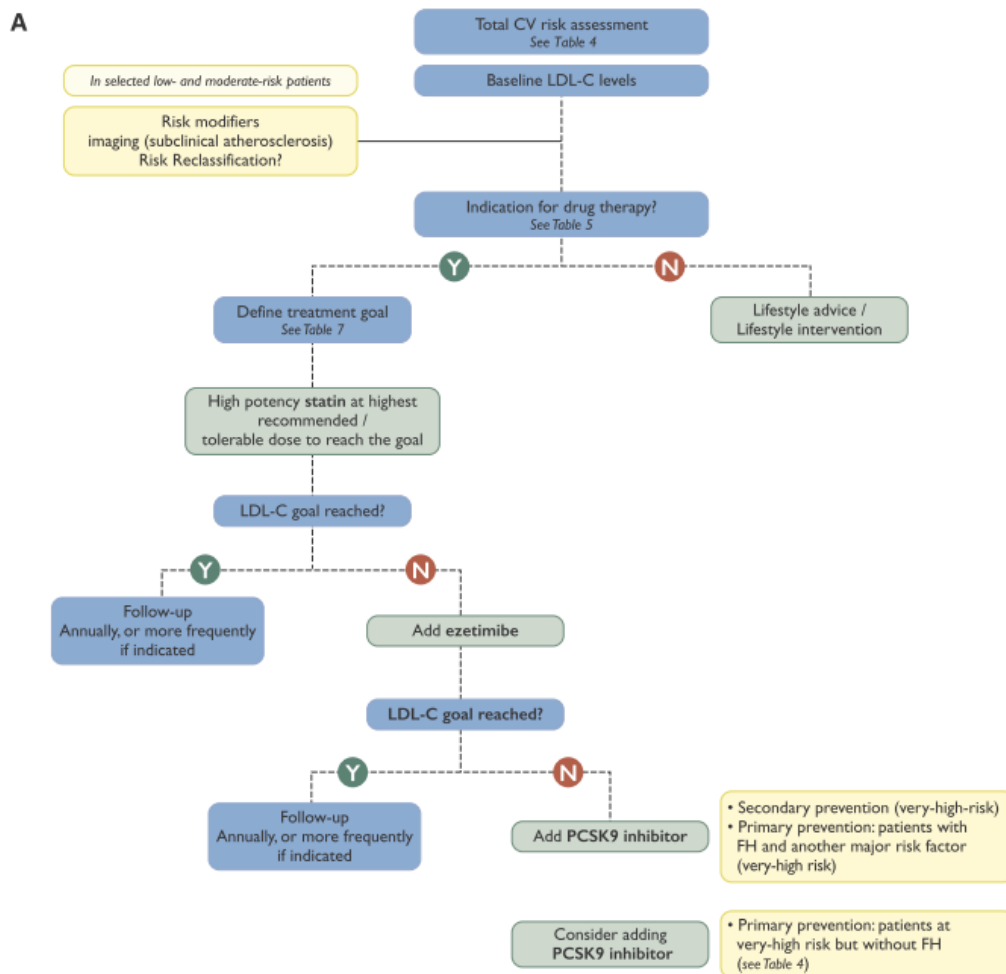 A
Total CV risk assessment
See Table 4
In selected low- and moderate-risk patients
Baseline LDL-C levels
Risk modifiers
imaging (subclinical atherosclerosis)
Risk Reclassification?
Indication for drug therapy?
See Table 5
Y
N
Define treatment goal
See Table 7
Lifestyle advice /
Lifestyle intervention
High potency statin at highest
recommended /
tolerable dose to reach the goal
LDL-C goal reached?
Y
N
Follow-up
Annually, or more frequently
if indicated
Add ezetimibe
LDL-C goal reached?
Y
N
Follow-up
Annually, or more frequently
if indicated
Add PCSK9 inhibitor
• Secondary prevention (very-high-risk)
• Primary prevention: patients with
FH and another major risk factor
(very-high risk)
Consider adding
PCSK9 inhibitor
• Primary prevention: patients at
very-high risk but without FH
(see Table 4)